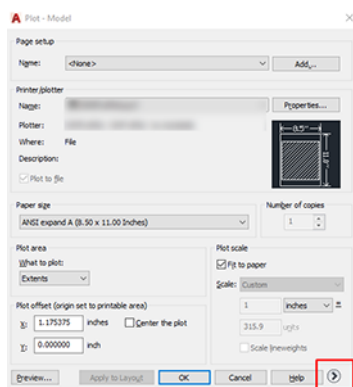 Plot - Model
Page setup
Name: <None> Add...
Printer/plotter
Name: Properties...
Plotter:
Where: File
Description:
Plot to file
8.5"
11.0"
Paper size
ANSI expand A (8.50 x 11.00 Inches)
Number of copies
1
Plot area
What to plot:
Extents
Plot scale
Fit to paper
Scale: Custom
1 inches =
315.9 units
Scale lineweights
Plot offset (origin set to printable area)
X: 1.175375 inches Center the plot
Y: 0.000000 inch
Preview... Apply to Layout OK Cancel Help